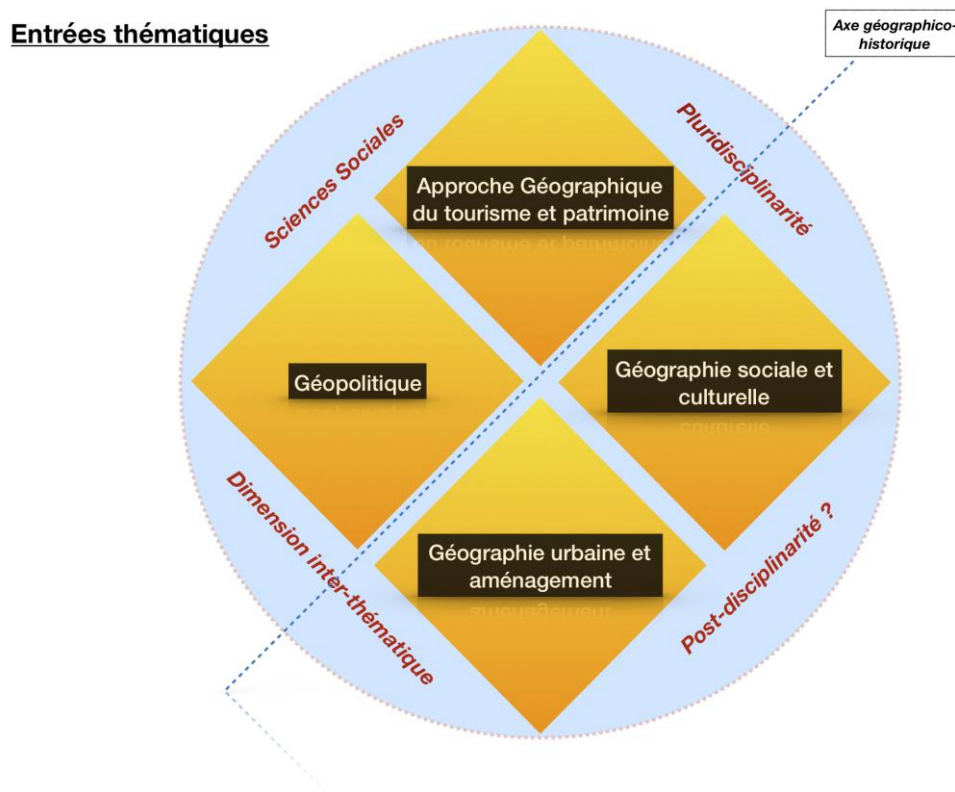 Entrées thématiques
Axe géographico-
historique
Sciences Sociales
Pluridisciplinarité
Approche Géographique
du tourisme et patrimoine
Géopolitique
Géographie sociale et
culturelle
Dimension inter-thématique
Géographie urbaine et
aménagement
Post-disciplinarité ?